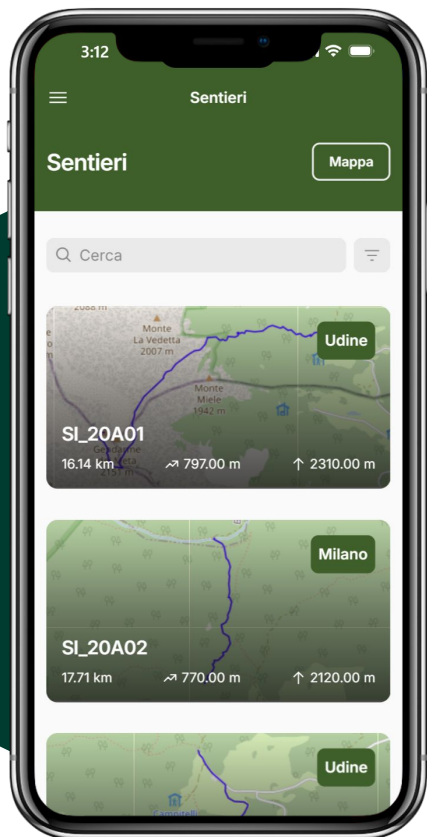 3:12
Sentieri
Sentieri
Mappa
Cerca
2088 m
Monte
La Vedetta
2007 m
Udine
Monte
Miele
1942 m
SI_20A01
16.14 km
797.00 m
2310.00 m
Milano
SI_20A02
17.71 km
770.00 m
2120.00 m
Udine